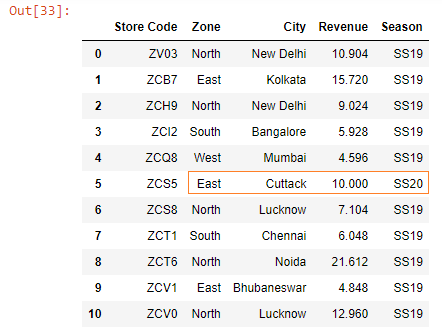 Out[33]:
Store Code Zone City Revenue Season
0 ZV03 North New Delhi 10.904 SS19
1 ZCB7 East Kolkata 15.720 SS19
2 ZCH9 North New Delhi 9.024 SS19
3 ZCI2 South Bangalore 5.928 SS19
4 ZCQ8 West Mumbai 4.596 SS19
5 ZCS5 East Cuttack 10.000 SS20
6 ZCS8 North Lucknow 7.104 SS19
7 ZCT1 South Chennai 6.048 SS19
8 ZCT6 North Noida 21.612 SS19
9 ZCV1 East Bhubaneswar 4.848 SS19
10 ZCV0 North Lucknow 12.960 SS19